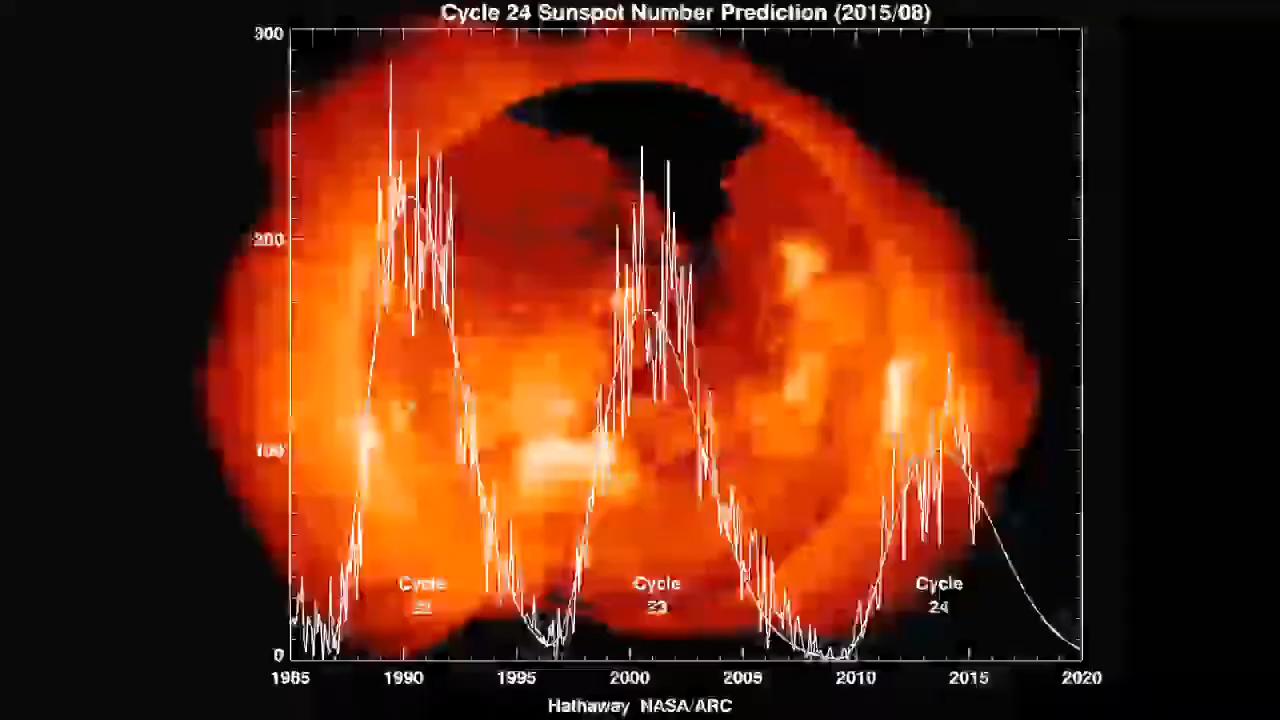 Cycle 24 Sunspot Number Prediction (2015/08)
300
200
100
0
Cycle
22
Cycle
23
Cycle
24
1985 1990 1995 2000 2005 2010 2015 2020
Hathaway NASA/ARC